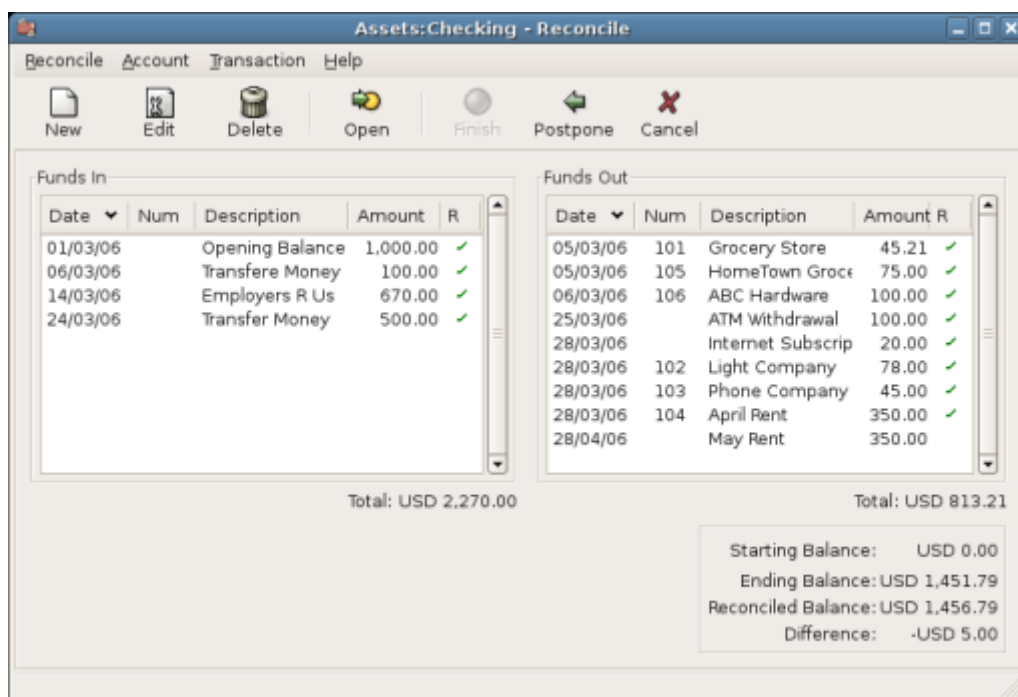 Assets:Checking - Reconcile
Reconcile Account Transaction Help
New Edit Delete Open Finish Postpone Cancel
Funds In
Date Num Description Amount R
01/03/06 Opening Balance 1,000.00
06/03/06 Transfere Money 100.00
14/03/06 Employers R Us 670.00
24/03/06 Transfer Money 500.00
Total: USD 2,270.00
Funds Out
Date Num Description Amount R
05/03/06 101 Grocery Store 45.21
05/03/06 105 HomeTown Groce 75.00
06/03/06 106 ABC Hardware 100.00
25/03/06 ATM Withdrawal 100.00
28/03/06 Internet Subscrip 20.00
28/03/06 102 Light Company 78.00
28/03/06 103 Phone Company 45.00
28/03/06 104 April Rent 350.00
28/04/06 May Rent 350.00
Total: USD 813.21
Starting Balance: USD 0.00
Ending Balance: USD 1,451.79
Reconciled Balance: USD 1,456.79
Difference: -USD 5.00